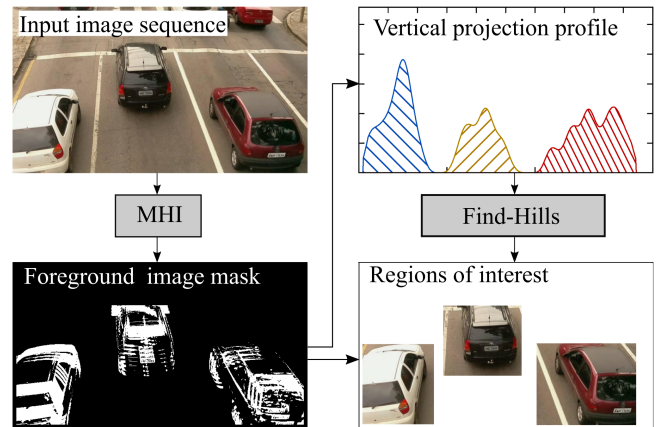 Input image sequence
Vertical projection profile
MHI
Find-Hills
Foreground image mask
Regions of interest